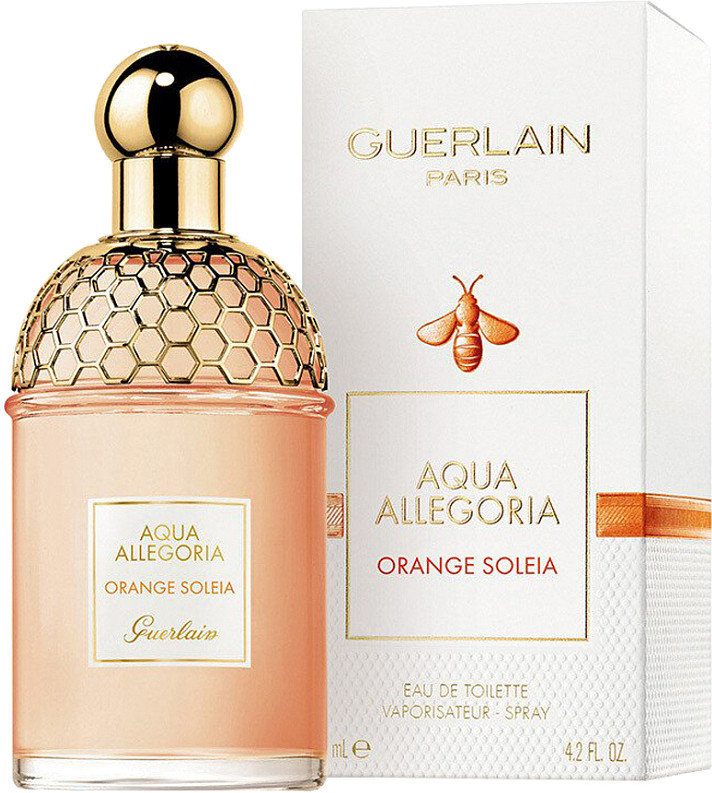 AQUA
ALLEGORIA
ORANGE SOLEIA
Guerlain
GUERLAIN
PARIS
AQUA
ALLEGORIA
ORANGE SOLEIA
EAU DE TOILETTE
VAPORISATEUR - SPRAY
mL e 4.2 FL. OZ.